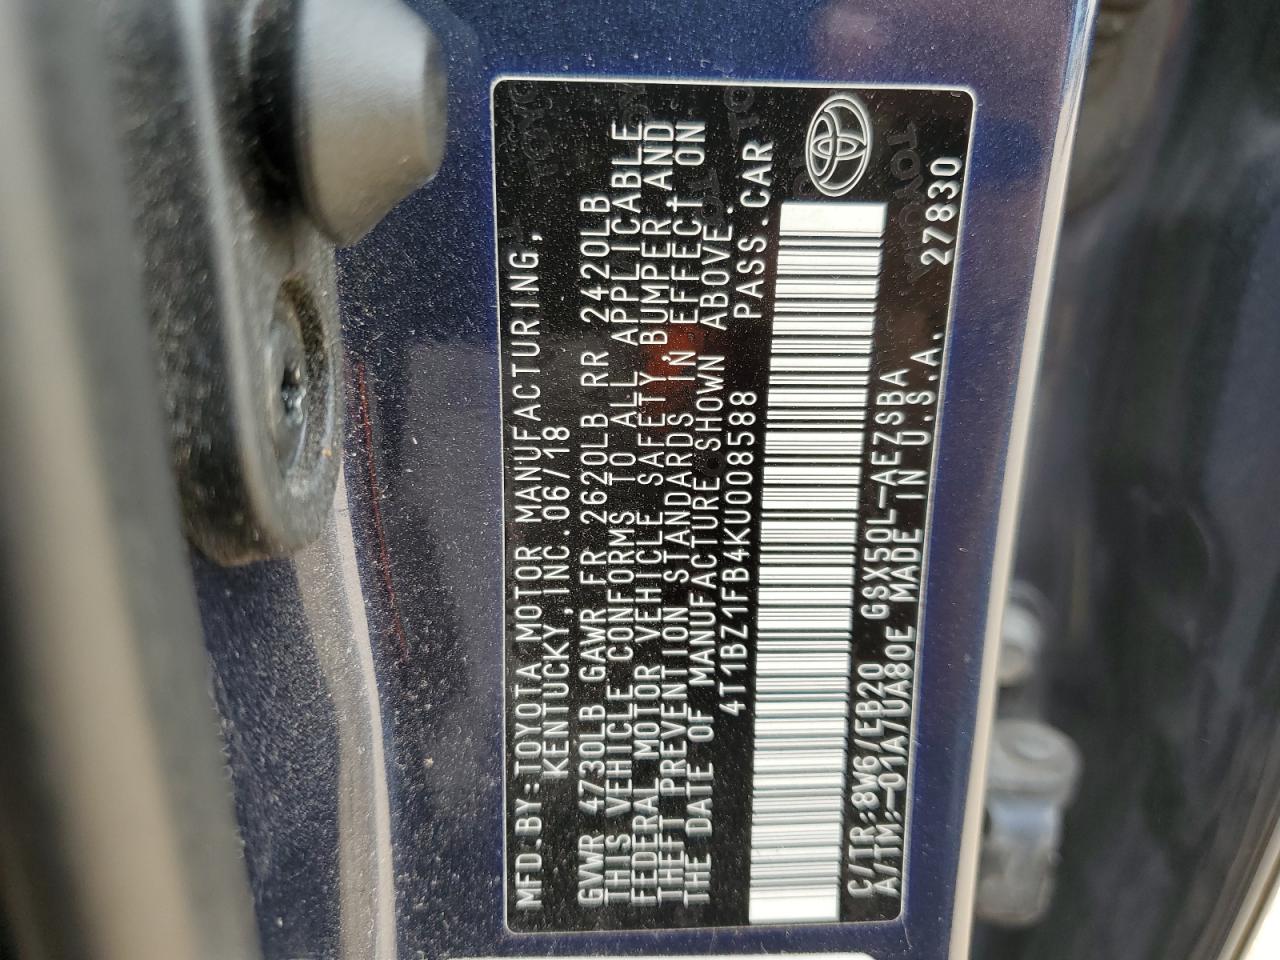 MFD.BY:TOYOTA MOTOR MANUFACTURING,
KENTUCKY,INC.06/18
GVWR 4730LB GAWR FR 2620LB RR 2420LB
THIS VEHICLE CONFORMS TO ALL APPLICABLE
FEDERAL MOTOR VEHICLE SAFETY,BUMPER AND
THEFT PREVENTION STANDARDS IN EFFECT ON
THE DATE OF MANUFACTURE SHOWN ABOVE.
4T1BZ1FB4KU008588 PASS.CAR
C/TR:8W6/EB20 GSX50L-AEZSBA
A/TM:-01A/UA80E MADE IN U.S.A. 27830